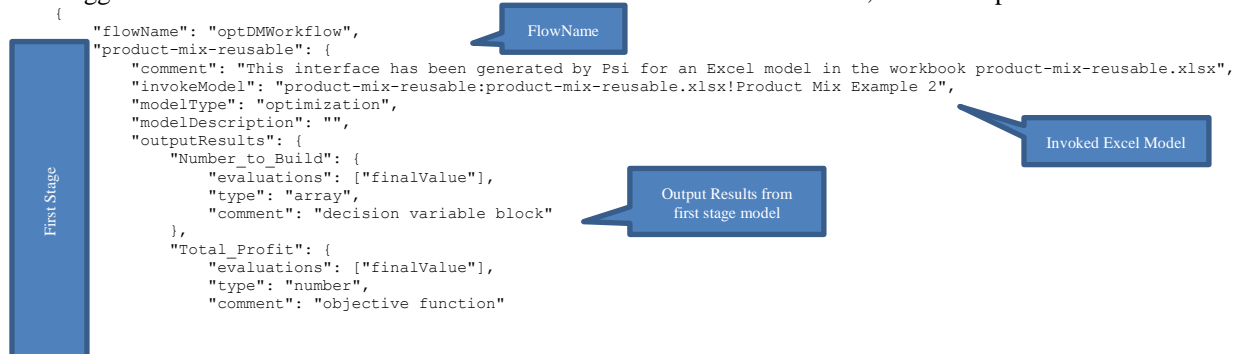 {
"flowName": "optDMWorkflow",
FlowName
"product-mix-reusable": {
"comment": "This interface has been generated by Psi for an Excel model in the workbook product-mix-reusable.xlsx",
"invokeModel": "product-mix-reusable:product-mix-reusable.xlsx!Product Mix Example 2",
"modelType": "optimization",
"modelDescription": "",
Invoked Excel Model
"outputResults": {
"Number_to_Build": {
"evaluations": ["finalValue"],
"type": "array",
"comment": "decision variable block"
Output Results from
first stage model
},
"Total_Profit": {
"evaluations": ["finalValue"],
"type": "number",
"comment": "objective function"
First Stage